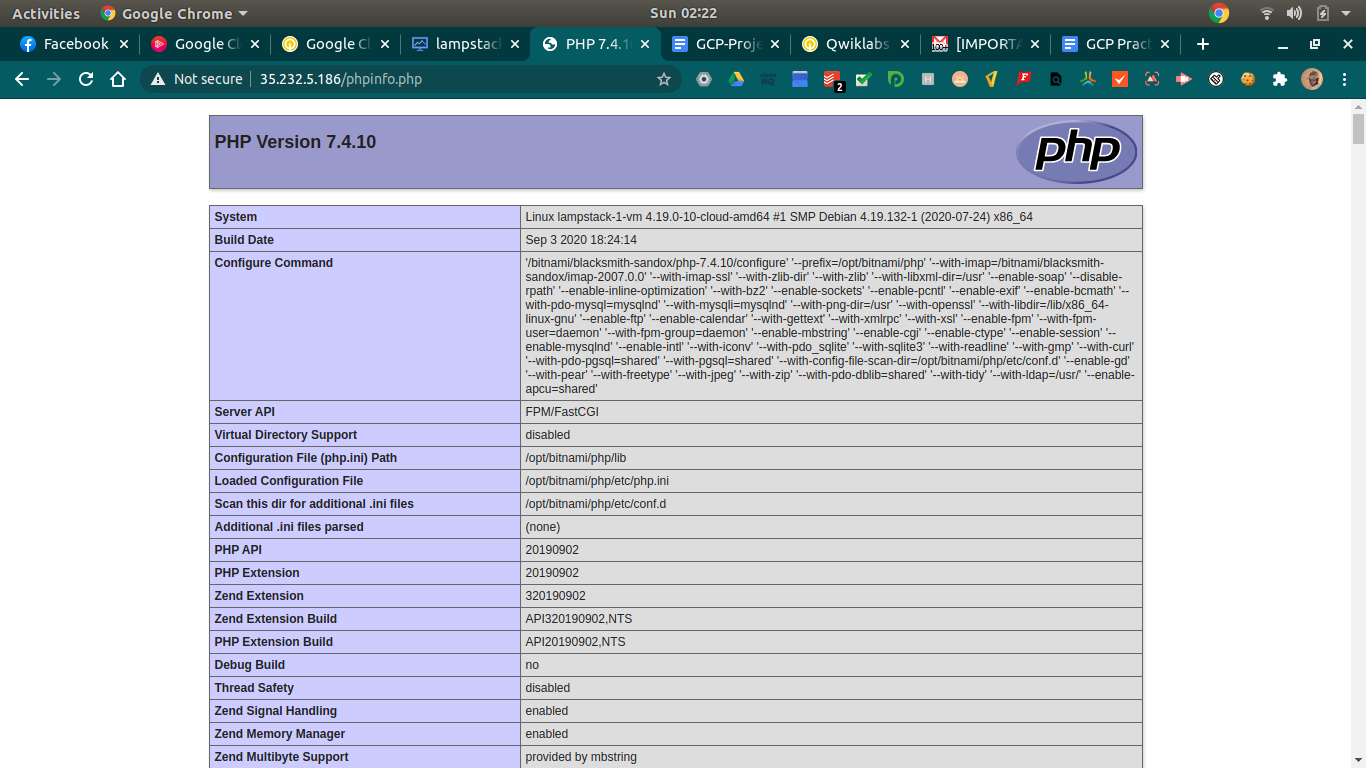 Activities Google Chrome Sun 02:22
Facebook Google Cl Google C lampstac PHP 7.4.1 GCP-Proje Qwiklabs [IMPORTA GCP Pract
Not secure 35.232.5.186/phpinfo.php 2
PHP Version 7.4.10 php
System Linux lampstack-1-vm 4.19.0-10-cloud-amd64 #1 SMP Debian 4.19.132-1 (2020-07-24) x86_64
Build Date Sep 3 2020 18:24:14
Configure Command '/bitnami/blacksmith-sandox/php-7.4.10/configure' '--prefix=/opt/bitnami/php' '--with-imap=/bitnami/blacksmith-
sandox/imap-2007.0.0' '--with-imap-ssl' '--with-zlib-dir' '--with-zlib' '--with-libxml-dir=/usr' '--enable-soap' '--disable-
rpath' '--enable-inline-optimization' '--with-bz2' '--enable-sockets' '--enable-pcntl' '--enable-exif' '--enable-bcmath' '--
with-pdo-mysql=mysqlnd' '--with-mysqli=mysqlnd' '--with-png-dir=/usr' '--with-openssl' '--with-libdir=/lib/x86_64-
linux-gnu' '--enable-ftp' '--enable-calendar' '--with-gettext' '--with-xmlrpc' '--with-xsl' '--enable-fpm' '--with-fpm-
user=daemon' '--with-fpm-group=daemon' '--enable-mbstring' '--enable-cgi' '--enable-ctype' '--enable-session' '--
enable-mysqlnd' '--enable-intl' '--with-iconv' '--with-pdo_sqlite' '--with-sqlite3' '--with-readline' '--with-gmp' '--with-curl'
'--with-pdo-pgsql=shared' '--with-pgsql=shared' '--with-config-file-scan-dir=/opt/bitnami/php/etc/conf.d' '--enable-gd'
'--with-pear' '--with-freetype' '--with-jpeg' '--with-zip' '--with-pdo-dblib=shared' '--with-tidy' '--with-ldap=/usr/' '--enable-
apcu=shared'
Server API FPM/FastCGI
Virtual Directory Support disabled
Configuration File (php.ini) Path /opt/bitnami/php/lib
Loaded Configuration File /opt/bitnami/php/etc/php.ini
Scan this dir for additional .ini files /opt/bitnami/php/etc/conf.d
Additional .ini files parsed (none)
PHP API 20190902
PHP Extension 20190902
Zend Extension 320190902
Zend Extension Build API320190902,NTS
PHP Extension Build API20190902,NTS
Debug Build no
Thread Safety disabled
Zend Signal Handling enabled
Zend Memory Manager enabled
Zend Multibyte Support provided by mbstring